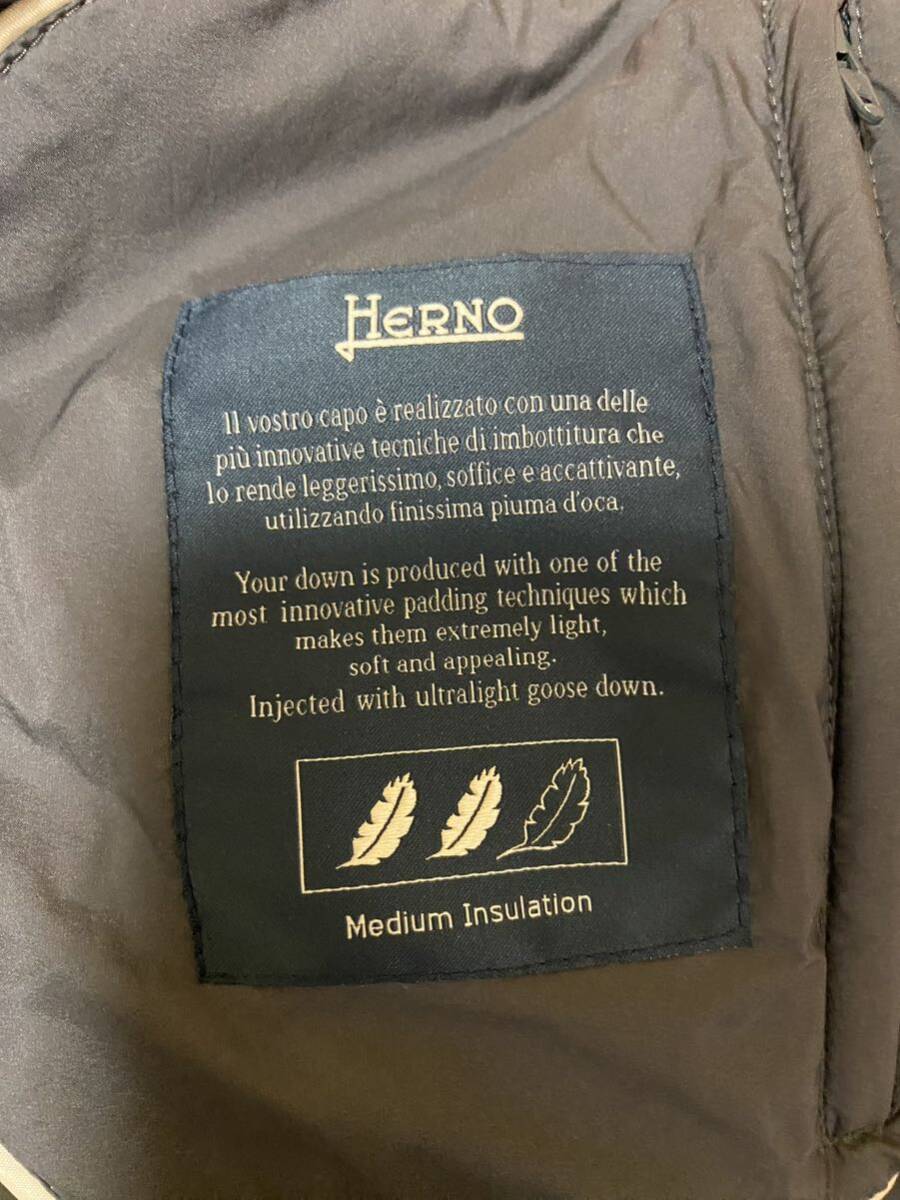 HERNO
Il vostro capo è realizzato con una delle
più innovative tecniche di imbottitura che
lo rende leggerissimo, soffice e accattivante,
utilizzando finissima piuma d'oca.
Your down is produced with one of the
most innovative padding techniques which
makes them extremely light,
soft and appealing.
Injected with ultralight goose down.
Medium Insulation